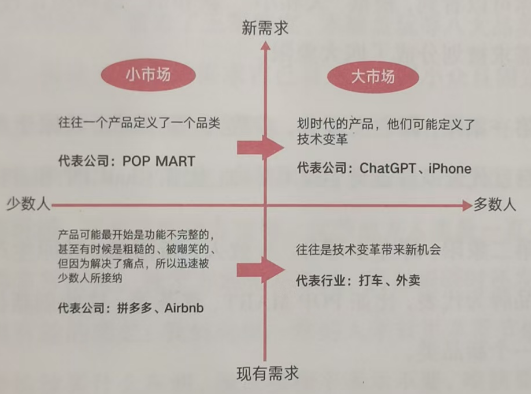 新需求
小市场
大市场
往往一个产品定义了一个品类
代表公司：POP MART
划时代的产品，他们可能定义了
技术变革
代表公司：ChatGPT、iPhone
少数人
多数人
产品可能最开始是功能不完整的，
甚至有时是粗糙的、被嘲笑的、
但因为解决了痛点，所以迅速被
少数人所接纳
代表公司：拼多多、Airbnb
往往是技术变革带来新机会
代表行业：打车、外卖
现有需求